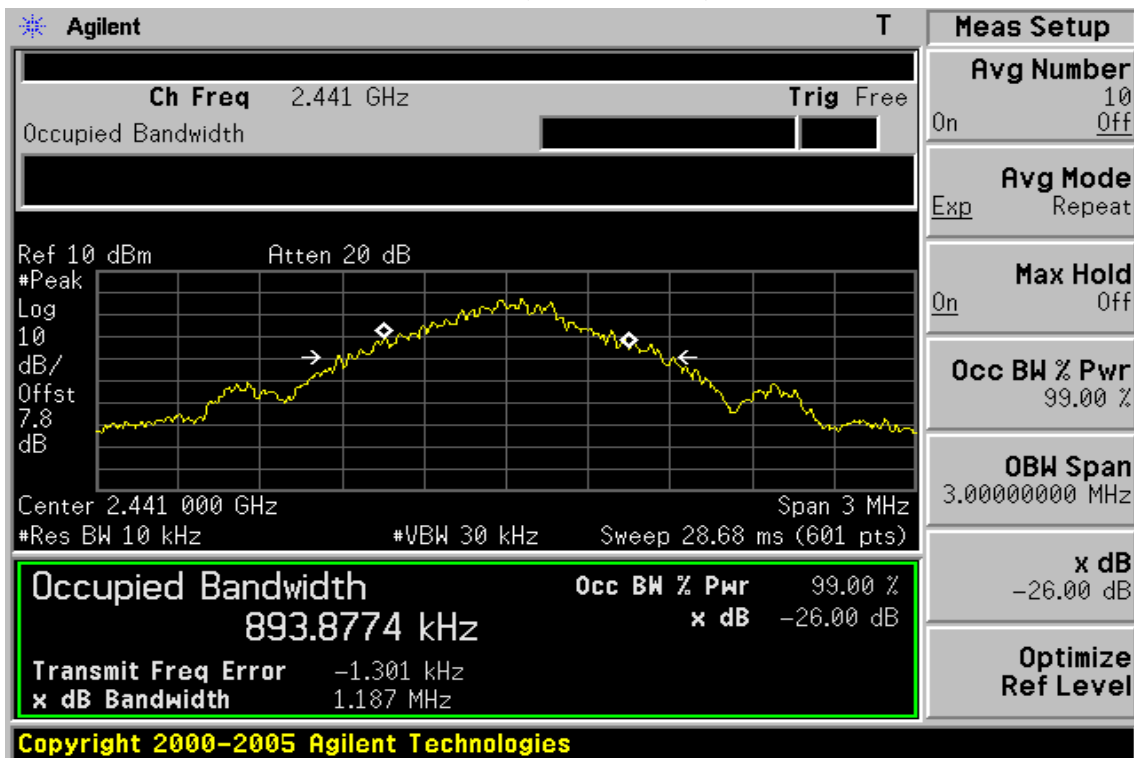 Agilent T
Ch Freq 2.441 GHz Trig Free
Occupied Bandwidth
Ref 10 dBm Atten 20 dB
#Peak
Log
10
dB/
Offst
7.8
dB
Center 2.441 000 GHz Span 3 MHz
#Res BW 10 kHz #VBW 30 kHz Sweep 28.68 ms (601 pts)
Occupied Bandwidth Occ BW % Pwr 99.00 %
893.8774 kHz x dB -26.00 dB
Transmit Freq Error -1.301 kHz
x dB Bandwidth 1.187 MHz
Copyright 2000-2005 Agilent Technologies
Meas Setup
Avg Number
10
On Off
Avg Mode
Exp Repeat
Max Hold
On Off
Occ BW % Pwr
99.00 %
OBW Span
3.00000000 MHz
x dB
-26.00 dB
Optimize
Ref Level